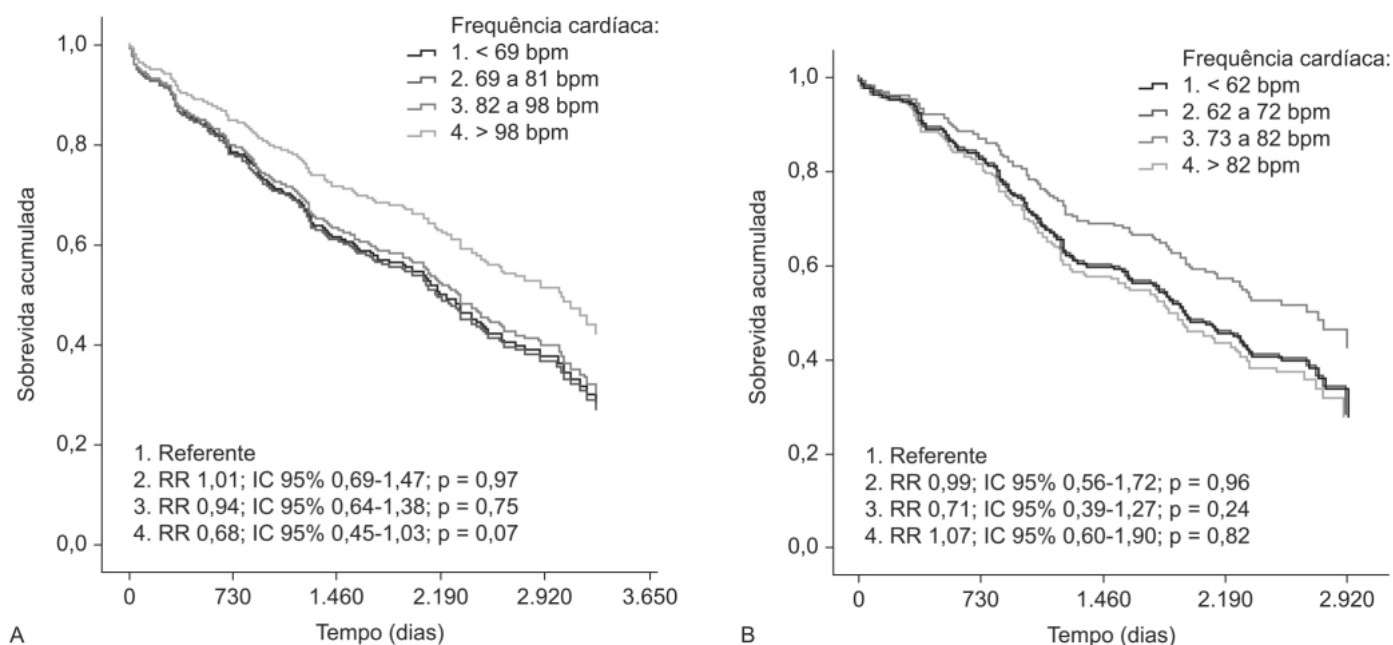 Frequência cardíaca:
1. < 69 bpm
2. 69 a 81 bpm
3. 82 a 98 bpm
4. > 98 bpm
1,0
0,8
0,6
0,4
0,2
0,0
Sobrevida acumulada
1. Referente
2. RR 1,01; IC 95% 0,69-1,47; p = 0,97
3. RR 0,94; IC 95% 0,64-1,38; p = 0,75
4. RR 0,68; IC 95% 0,45-1,03; p = 0,07
0 730 1.460 2.190 2.920 3.650
Tempo (dias)
A
Frequência cardíaca:
1. < 62 bpm
2. 62 a 72 bpm
3. 73 a 82 bpm
4. > 82 bpm
1,0
0,8
0,6
0,4
0,2
0,0
Sobrevida acumulada
1. Referente
2. RR 0,99; IC 95% 0,56-1,72; p = 0,96
3. RR 0,71; IC 95% 0,39-1,27; p = 0,24
4. RR 1,07; IC 95% 0,60-1,90; p = 0,82
0 730 1.460 2.190 2.920
Tempo (dias)
B